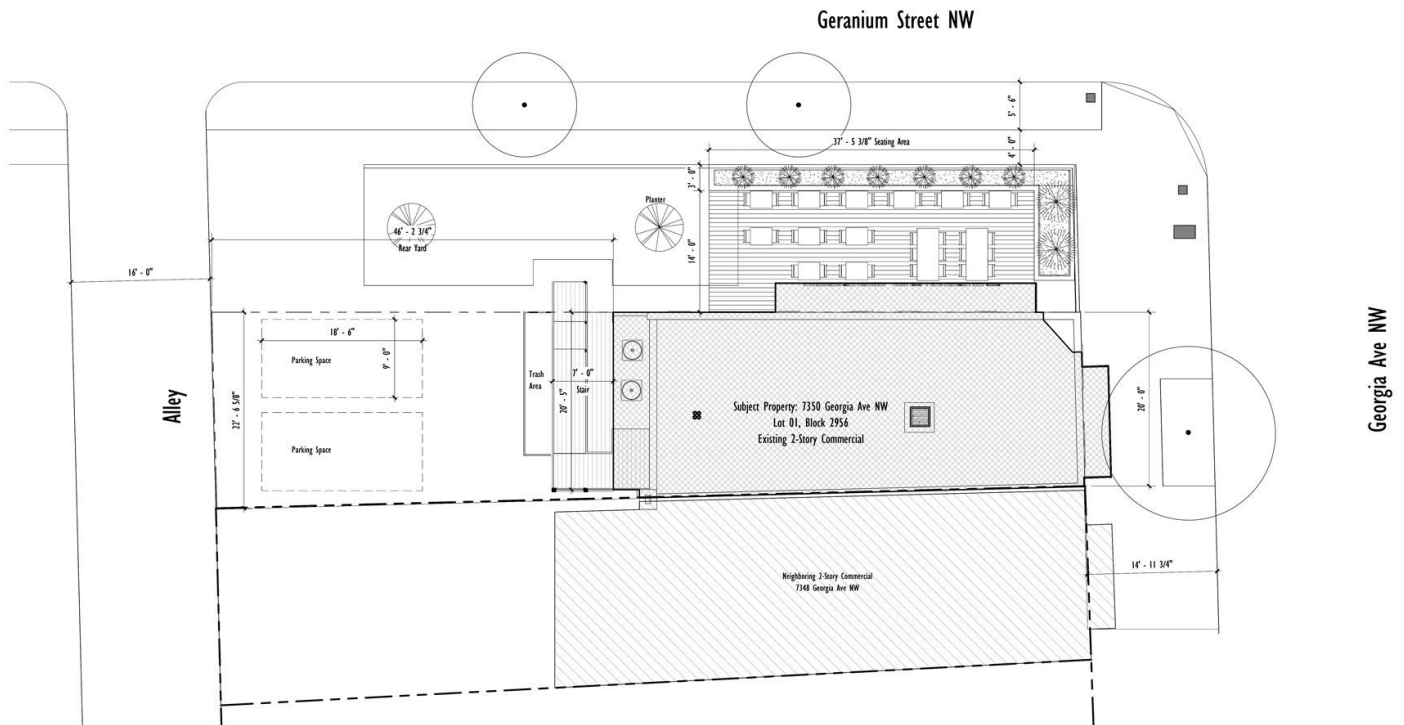 Geranium Street NW
5' - 6"
37' - 5 3/8" Seating Area
4' - 0"
3' - 0"
Planter
46' - 2 3/4"
Rear Yard
14' - 0"
16' - 0"
18' - 6"
Parking Space
9' - 0"
Trash
Area
7' - 0"
Stair
20' - 5"
22' - 6 5/8"
Alley
Parking Space
Subject Property: 7350 Georgia Ave NW
Lot 01, Block 2956
Existing 2-Story Commercial
20' - 0"
Georgia Ave NW
14' - 11 3/4"
Neighboring 2-Story Commercial
7348 Georgia Ave NW